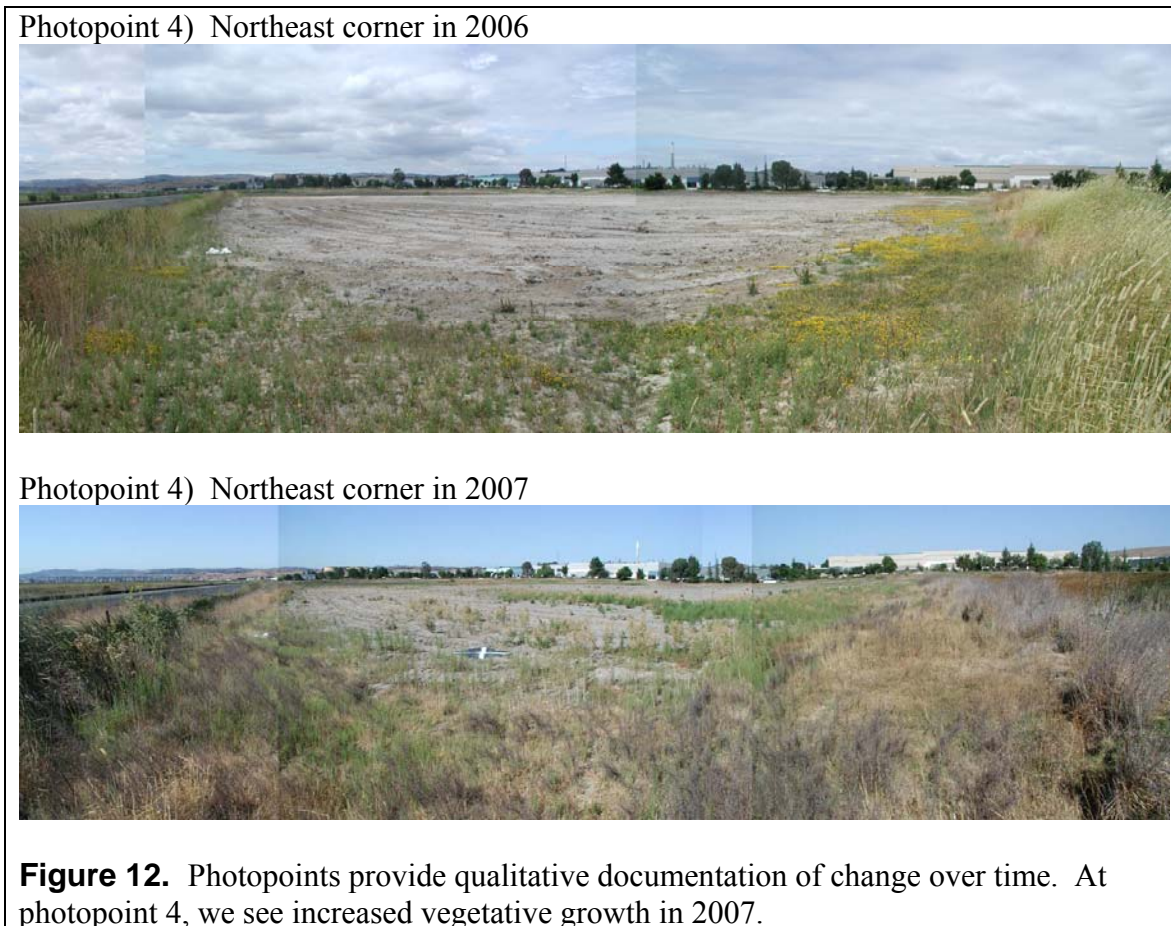 Photopoint 4)  Northeast corner in 2006
Photopoint 4)  Northeast corner in 2007
Figure 12.  Photopoints provide qualitative documentation of change over time.  At
photopoint 4, we see increased vegetative growth in 2007.